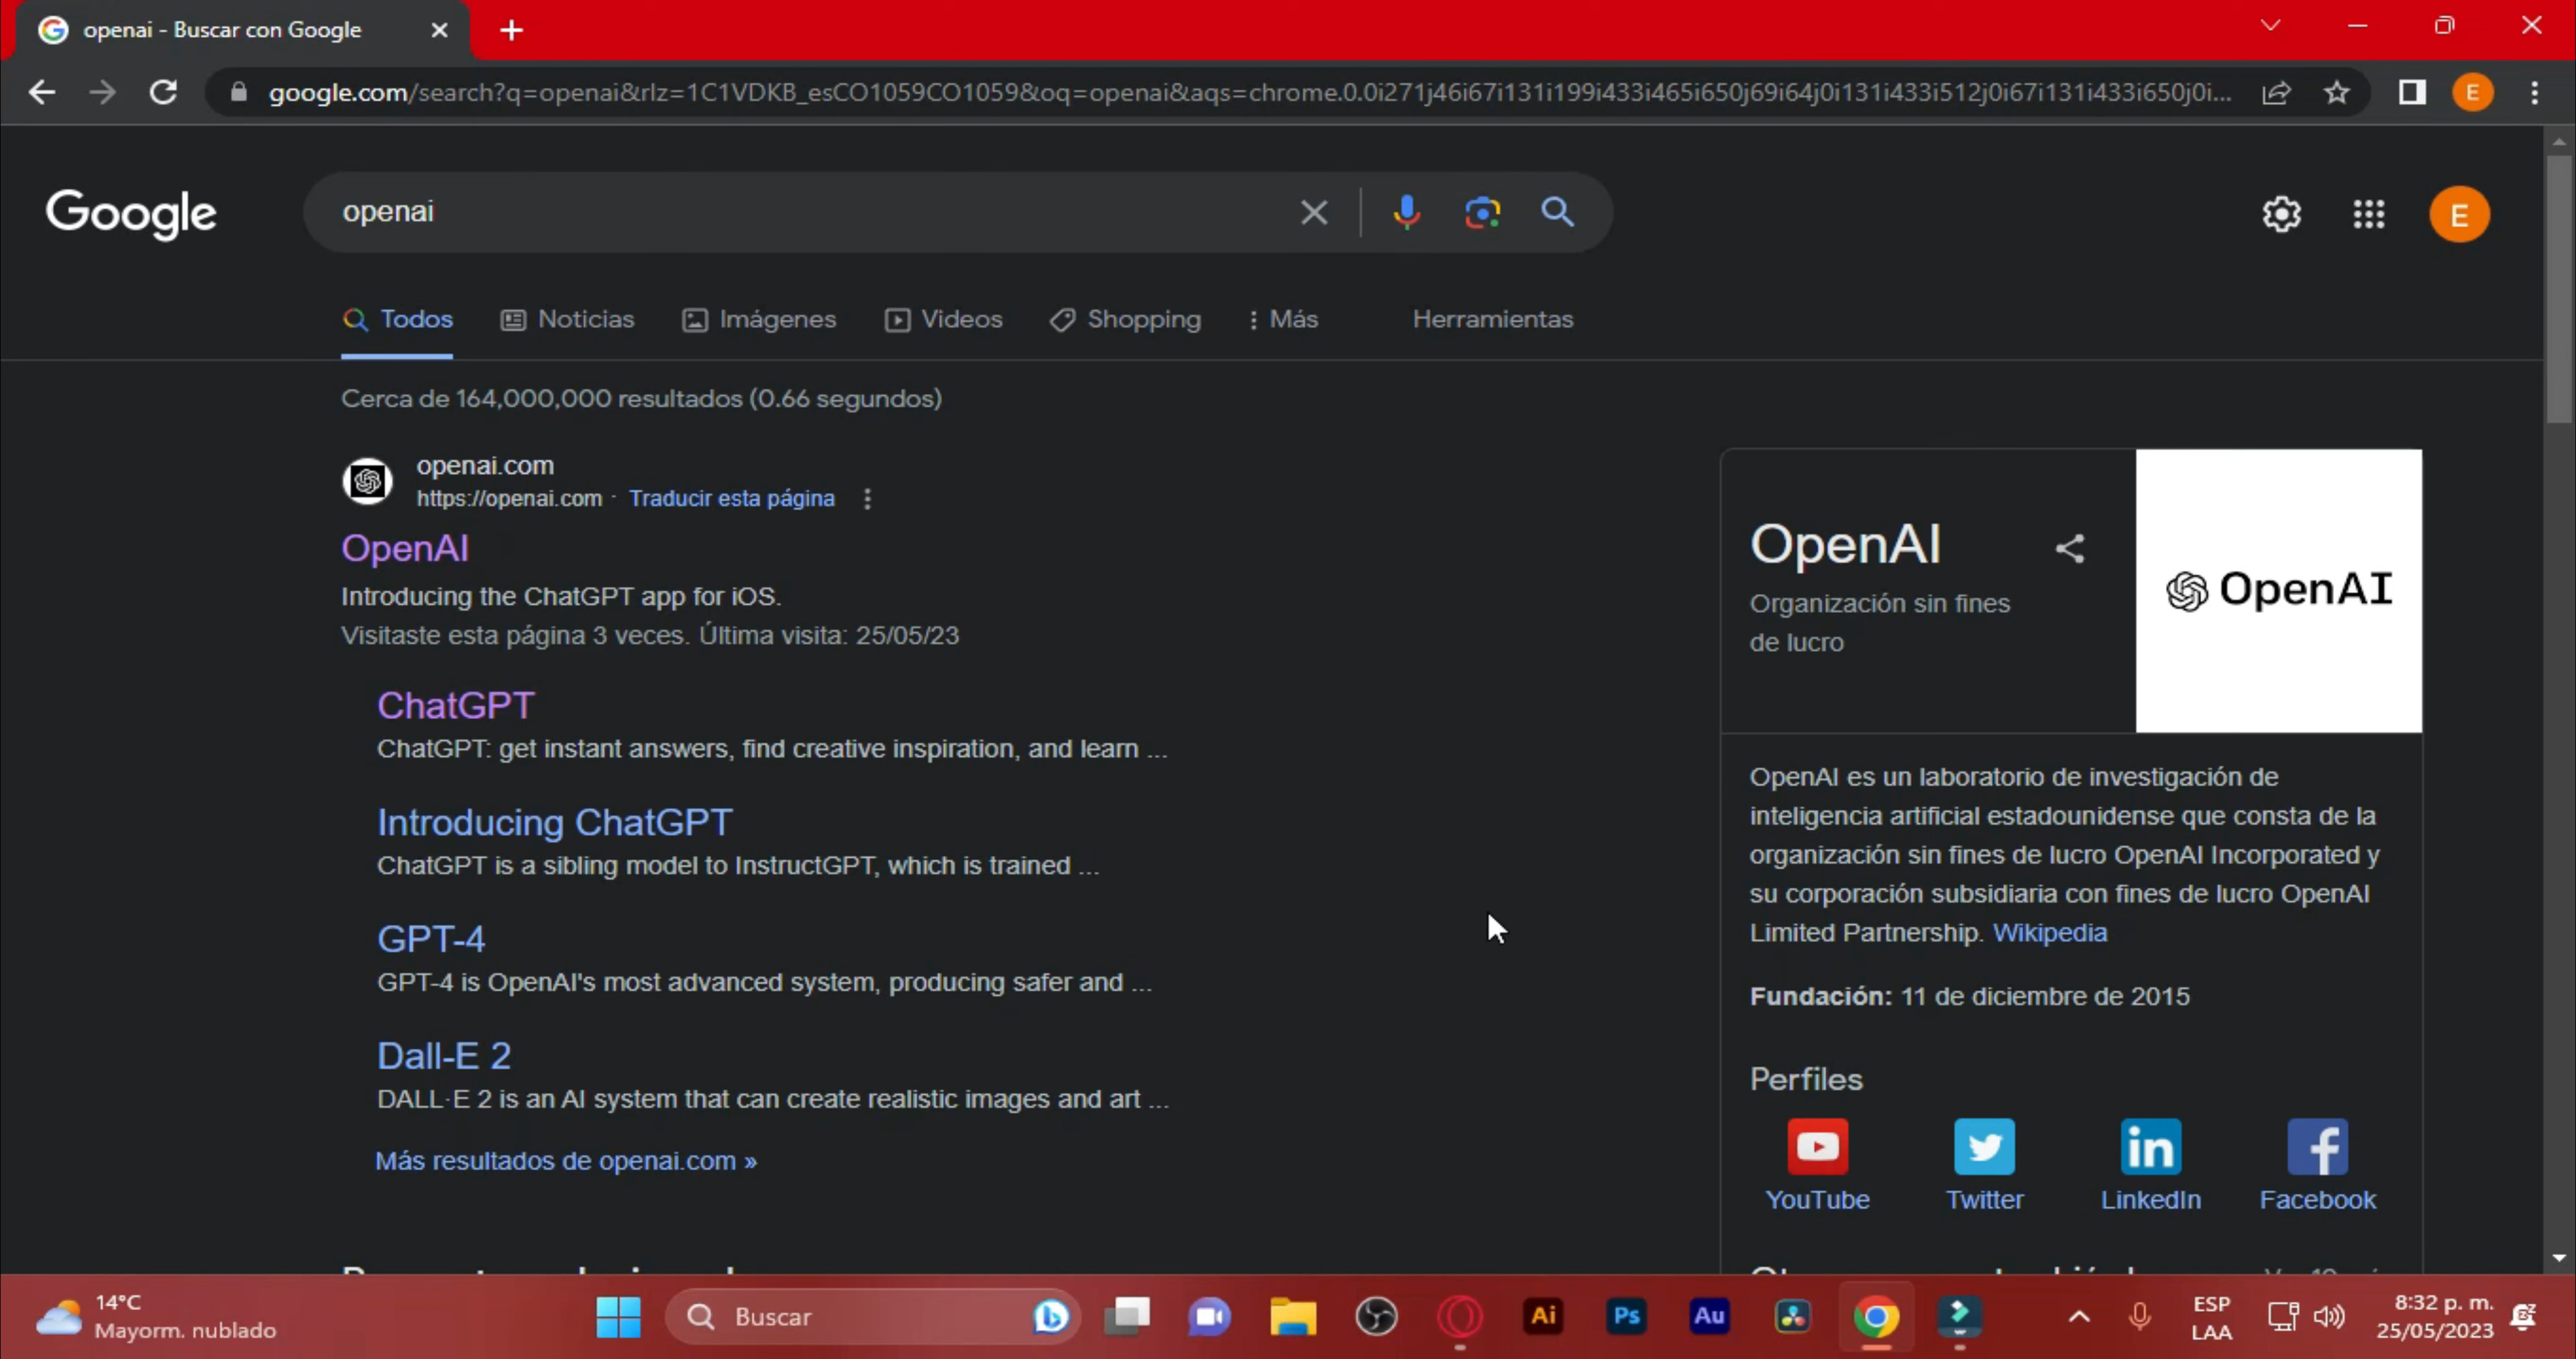 openai - Buscar con Google
google.com/search?q=openai&rlz=1C1VDKB_esCO1059CO1059&oq=openai&aqs=chrome.0.0i271j46i67i131i199i433i465i650j69i64j0i131i433i512j0i67i131i433i650j0i...
E
Google
openai
E
Todos
Noticias
Imágenes
Videos
Shopping
Más
Herramientas
Cerca de 164,000,000 resultados (0.66 segundos)
openai.com
https://openai.com · Traducir esta página
OpenAI
Introducing the ChatGPT app for iOS.
Visitaste esta página 3 veces. Última visita: 25/05/23
ChatGPT
ChatGPT: get instant answers, find creative inspiration, and learn ...
Introducing ChatGPT
ChatGPT is a sibling model to InstructGPT, which is trained ...
GPT-4
GPT-4 is OpenAI's most advanced system, producing safer and ...
Dall-E 2
DALL·E 2 is an AI system that can create realistic images and art ...
Más resultados de openai.com »
OpenAI
Organización sin fines
de lucro
OpenAI
OpenAI es un laboratorio de investigación de
inteligencia artificial estadounidense que consta de la
organización sin fines de lucro OpenAI Incorporated y
su corporación subsidiaria con fines de lucro OpenAI
Limited Partnership. Wikipedia
Fundación: 11 de diciembre de 2015
Perfiles
YouTube
Twitter
LinkedIn
Facebook
14°C
Mayorm. nublado
Buscar
Ai
Ps
Au
ESP
LAA
8:32 p. m.
25/05/2023